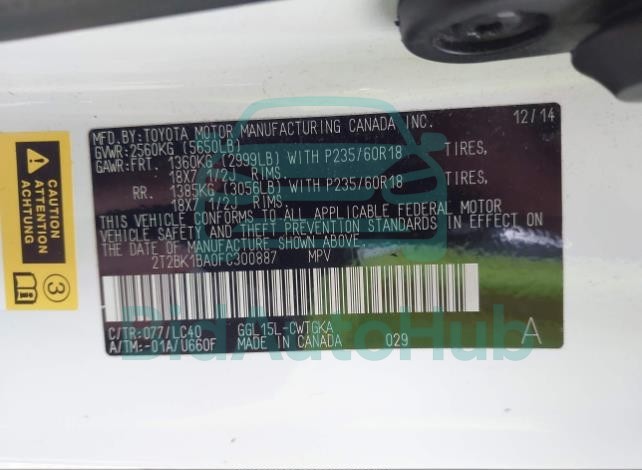 MFD.BY:TOYOTA MOTOR MANUFACTURING CANADA INC. 12/14
GVWR:2560KG (5650LB)
GAWR:FRT. 1360KG (2999LB) WITH P235/60R18 TIRES,
18X7 1/2J RIMS.
RR. 1385KG (3056LB) WITH P235/60R18 TIRES,
18X7 1/2J RIMS.
THIS VEHICLE CONFORMS TO ALL APPLICABLE FEDERAL MOTOR
VEHICLE SAFETY AND THEFT PREVENTION STANDARDS IN EFFECT ON
THE DATE OF MANUFACTURE SHOWN ABOVE.
2T2BK1BA0FC300887 MPV
C/TR:077/LC40 GGL15L-CWTGKA
A/TM:-01A/U660F MADE IN CANADA 029 A
CAUTION
ATTENTION
ACHTUNG
3
BidAutoHub